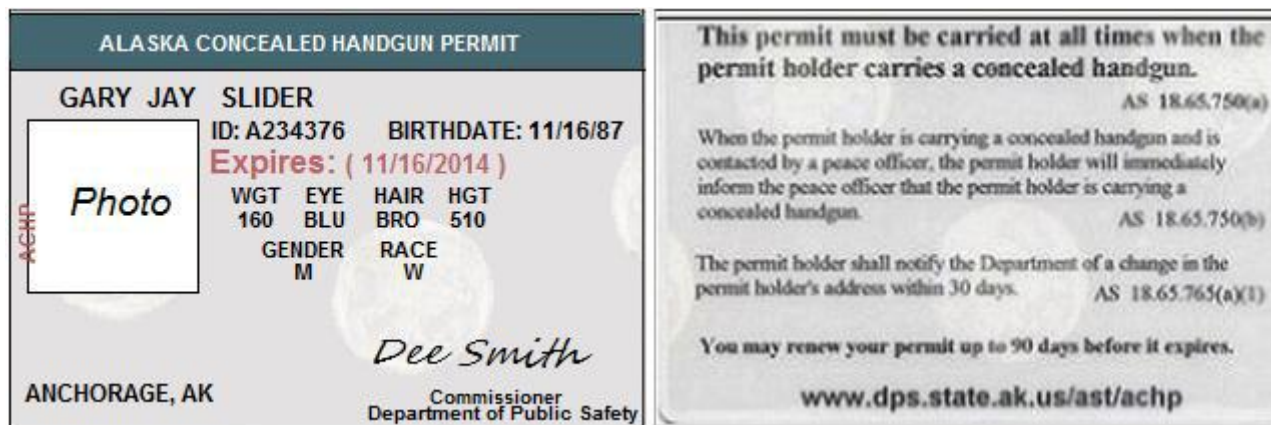 ALASKA CONCEALED HANDGUN PERMIT
GARY JAY SLIDER
ID: A234376 BIRTHDATE: 11/16/87
Expires: ( 11/16/2014 )
Photo
ACHP
WGT EYE HAIR HGT
160 BLU BRO 510
GENDER RACE
M W
Dee Smith
ANCHORAGE, AK
Commissioner
Department of Public Safety
This permit must be carried at all times when the
permit holder carries a concealed handgun.
AS 18.65.750(a)
When the permit holder is carrying a concealed handgun and is
contacted by a peace officer, the permit holder will immediately
inform the peace officer that the permit holder is carrying a
concealed handgun. AS 18.65.750(b)
The permit holder shall notify the Department of a change in the
permit holder's address within 30 days. AS 18.65.765(a)(1)
You may renew your permit up to 90 days before it expires.
www.dps.state.ak.us/ast/achp